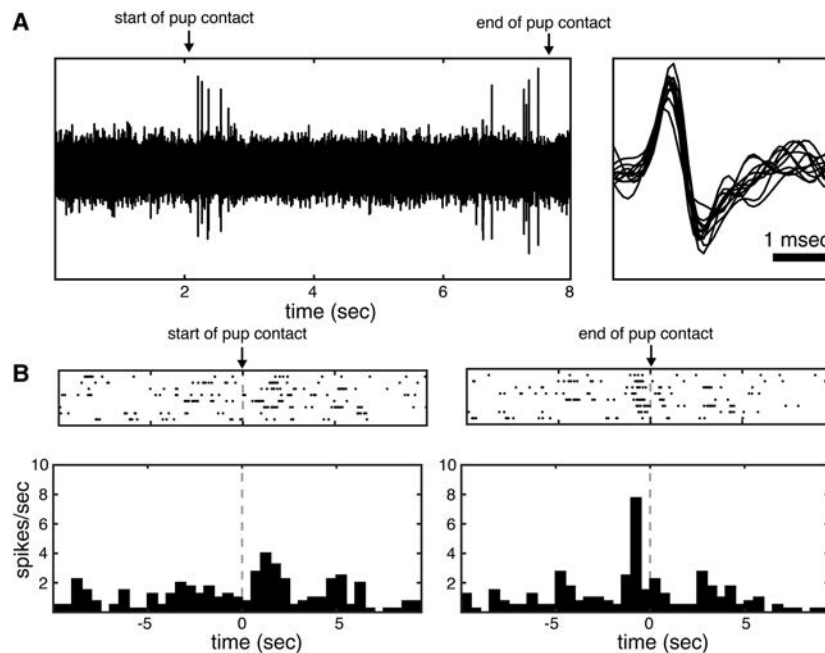 A
start of pup contact
end of pup contact
1 msec
2
4
6
8
time (sec)
B
start of pup contact
end of pup contact
spikes/sec
10
8
6
4
2
-5
0
5
time (sec)
10
8
6
4
2
-5
0
5
time (sec)